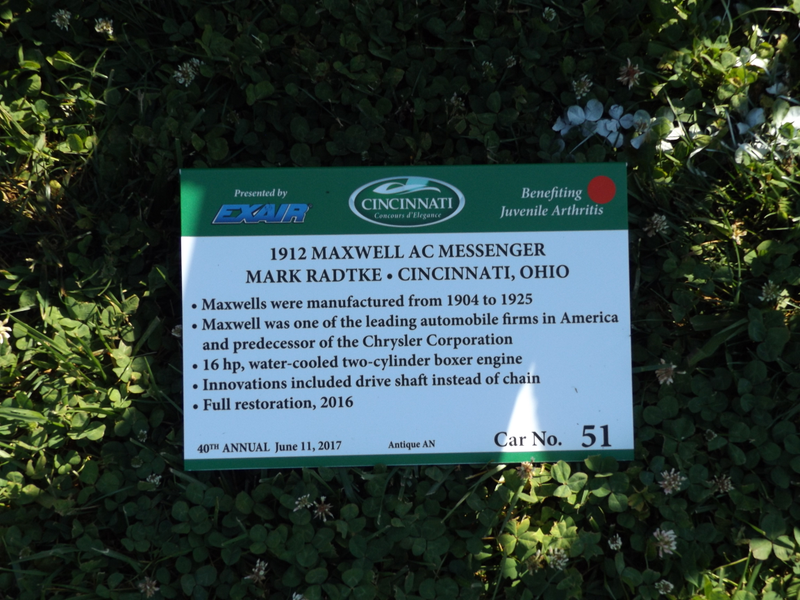 Presented by
EXAIR
CINCINNATI
Concours d'Elegance
Benefiting
Juvenile Arthritis
1912 MAXWELL AC MESSENGER
MARK RADTKE • CINCINNATI, OHIO
• Maxwells were manufactured from 1904 to 1925
• Maxwell was one of the leading automobile firms in America
and predecessor of the Chrysler Corporation
• 16 hp, water-cooled two-cylinder boxer engine
• Innovations included drive shaft instead of chain
• Full restoration, 2016
40TH ANNUAL June 11, 2017 Antique AN Car No. 51